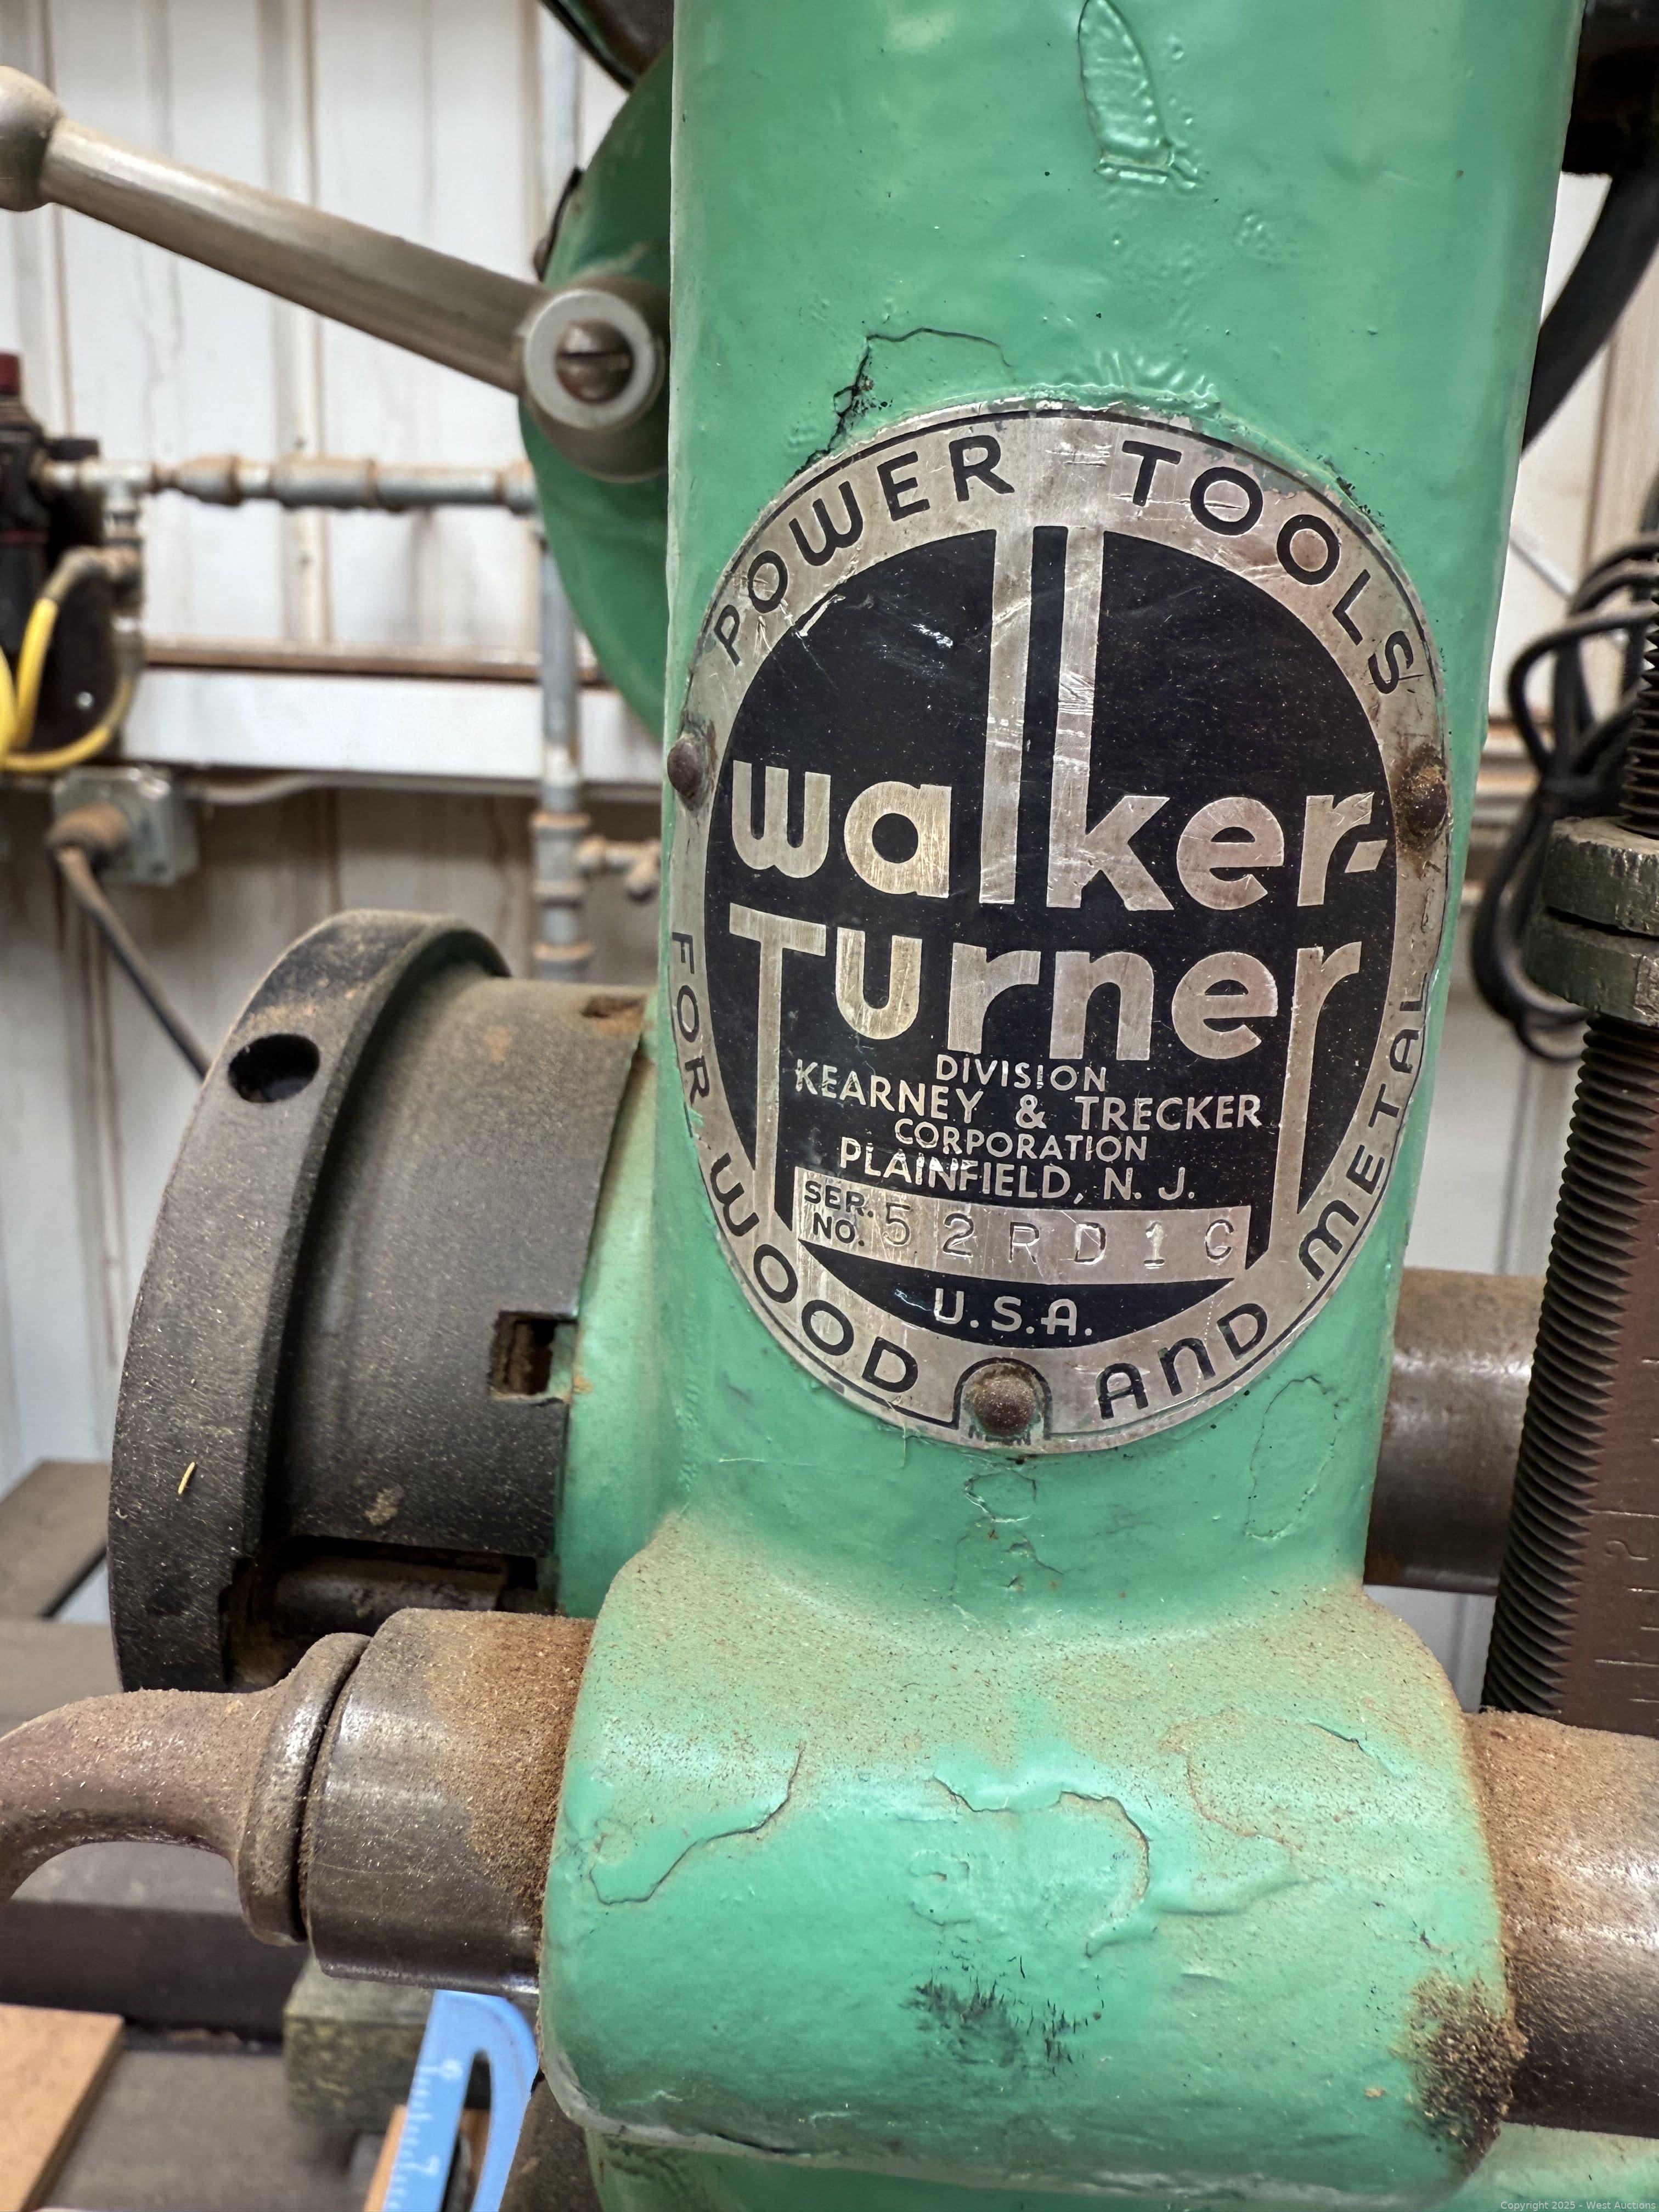 POWER TOOLS
walker-
Turner
DIVISION
KEARNEY & TRECKER
CORPORATION
PLAINFIELD, N. J.
SER. NO. 52RD1C
U.S.A.
FOR WOOD AND METAL
2
Copyright 2025 - West Auctions